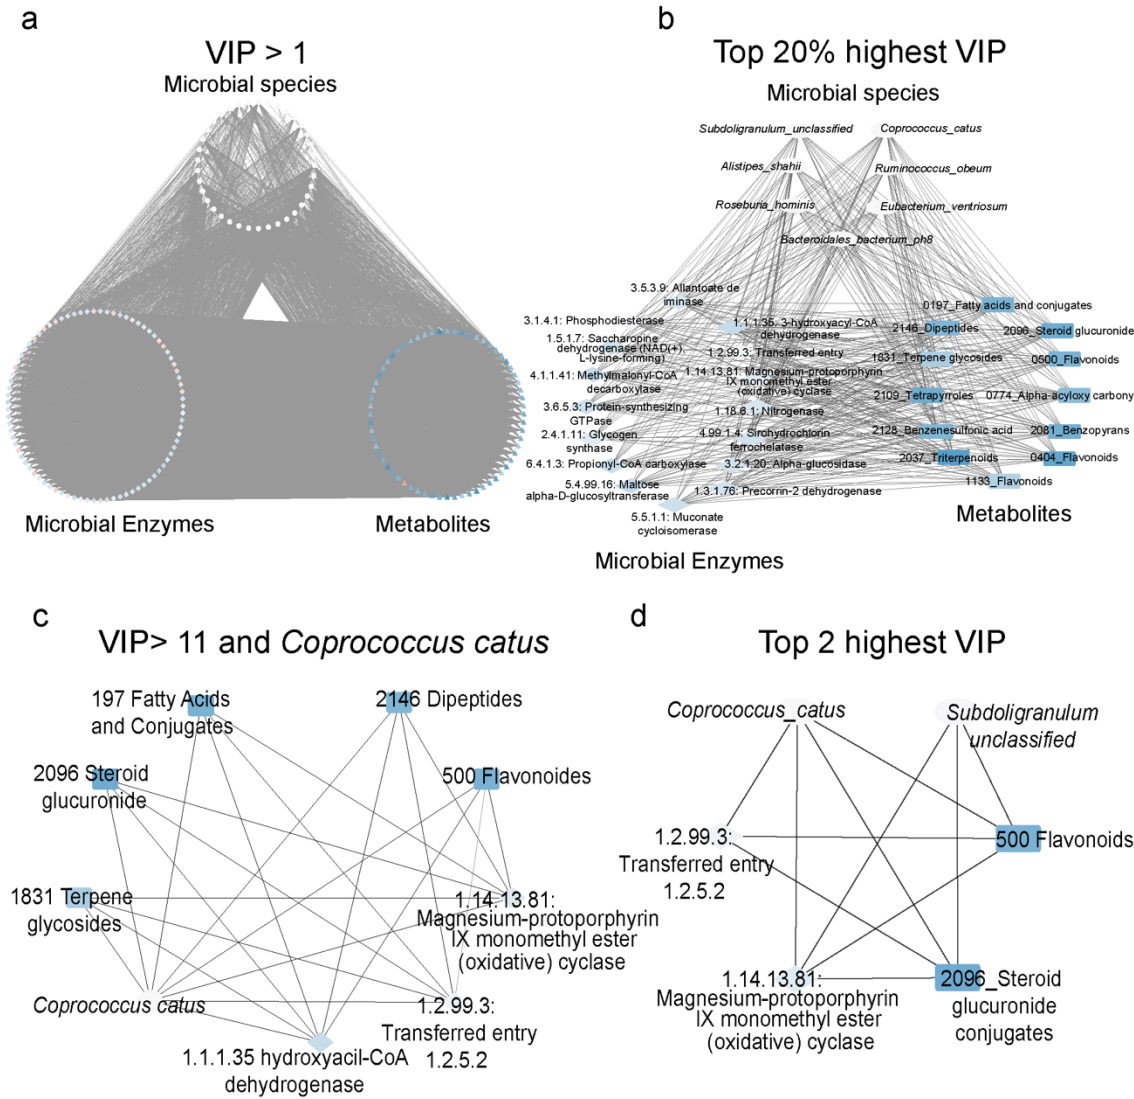 a
VIP > 1
Microbial species
Microbial Enzymes
Metabolites
b
Top 20% highest VIP
Microbial species
Subdoligranulum_unclassified
Coprococcus_catus
Alistipes_shahii
Ruminococcus_obeum
Roseburia_hominis
Eubacterium_ventriosum
Bacteroidales_bacterium_ph8
3.5.3.9: Allantoate de
iminase
3.1.4.1: Phosphodiesterase
1.1.1.35: 3-hydroxyacyl-CoA
dehydrogenase
1.5.1.7: Saccharopine
dehydrogenase (NAD(+),
L-lysine-forming)
1.2.99.3: Transferred entry
4.1.1.41: Methylmalonyl-CoA
decarboxylase
1.14.13.81: Magnesium-protoporphyrin
IX monomethyl ester
(oxidative) cyclase
3.6.5.3: Protein-synthesizing
GTPase
1.18.6.1: Nitrogenase
2.4.1.11: Glycogen
synthase
4.99.1.4: Sirohydrochlorin
ferrochelatase
6.4.1.3: Propionyl-CoA carboxylase
3.2.1.20: Alpha-glucosidase
5.4.99.16: Maltose
alpha-D-glucosyltransferase
1.3.1.76: Precorrin-2 dehydrogenase
5.5.1.1: Muconate
cycloisomerase
Microbial Enzymes
0197_Fatty acids and conjugates
2146_Dipeptides
2096_Steroid glucuronide
1831_Terpene glycosides
0500_Flavonoids
2109_Tetrapyrroles
0774_Alpha-acyloxy carbony
2128_Benzenesulfonic acid
2081_Benzopyrans
2037_Triterpenoids
0404_Flavonoids
1133_Flavonoids
Metabolites
c
VIP> 11 and Coprococcus catus
197 Fatty Acids
and Conjugates
2146 Dipeptides
2096 Steroid
glucuronide
500 Flavonoides
1831 Terpene
glycosides
1.14.13.81:
Magnesium-protoporphyrin
IX monomethyl ester
(oxidative) cyclase
Coprococcus catus
1.2.99.3:
Transferred entry
1.2.5.2
1.1.1.35 hydroxyacil-CoA
dehydrogenase
d
Top 2 highest VIP
Coprococcus_catus
Subdoligranulum
unclassified
1.2.99.3:
Transferred entry
1.2.5.2
500 Flavonoids
1.14.13.81:
Magnesium-protoporphyrin
IX monomethyl ester
(oxidative) cyclase
2096_Steroid
glucuronide
conjugates